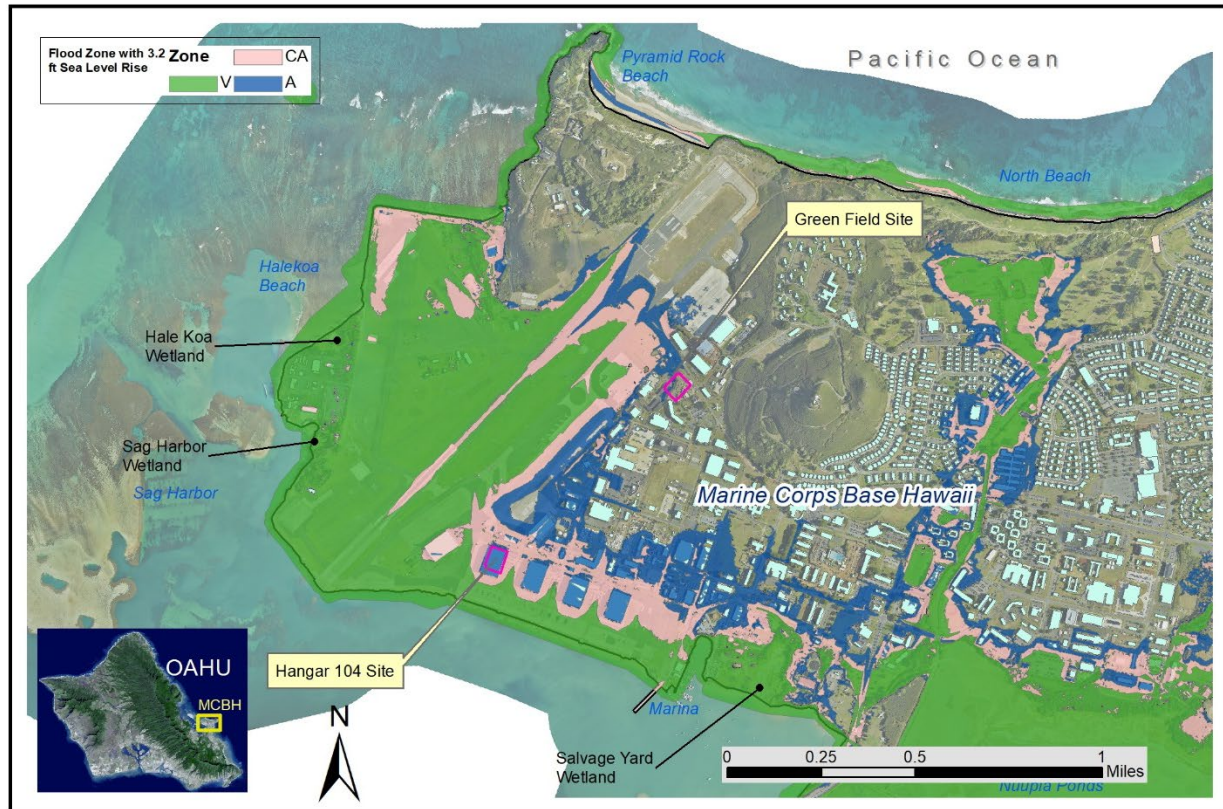 Flood Zone with 3.2
ft Sea Level Rise
Zone
CA
V
A
Pyramid Rock
Beach
Pacific Ocean
North Beach
Green Field Site
Halekoa
Beach
Hale Koa
Wetland
Sag Harbor
Wetland
Sag Harbor
Marine Corps Base Hawaii
Hangar 104 Site
OAHU
MCBH
N
Marina
Salvage Yard
Wetland
0 0.25 0.5 1
Miles
Nuupia Ponds